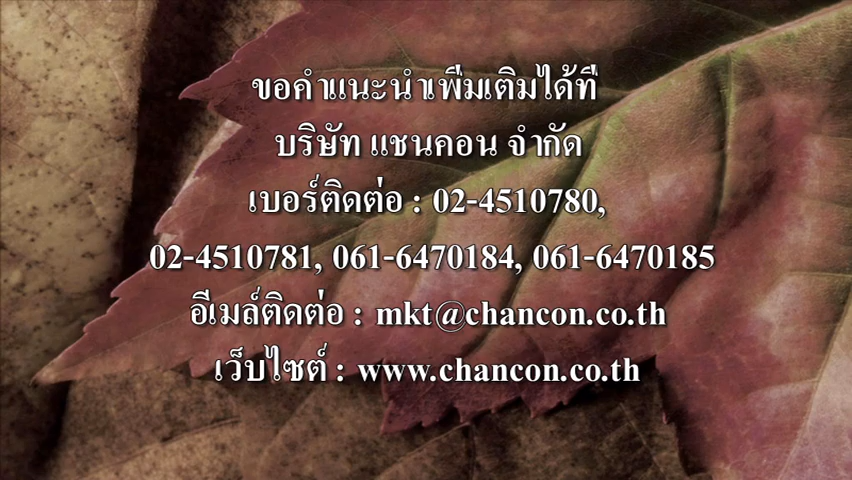 ขอคำแนะนำเพิ่มเติมได้ที่
บริษัท แชนคอน จำกัด
เบอร์ติดต่อ : 02-4510780,
02-4510781, 061-6470184, 061-6470185
อีเมล์ติดต่อ : mkt@chancon.co.th
เว็บไซต์ : www.chancon.co.th